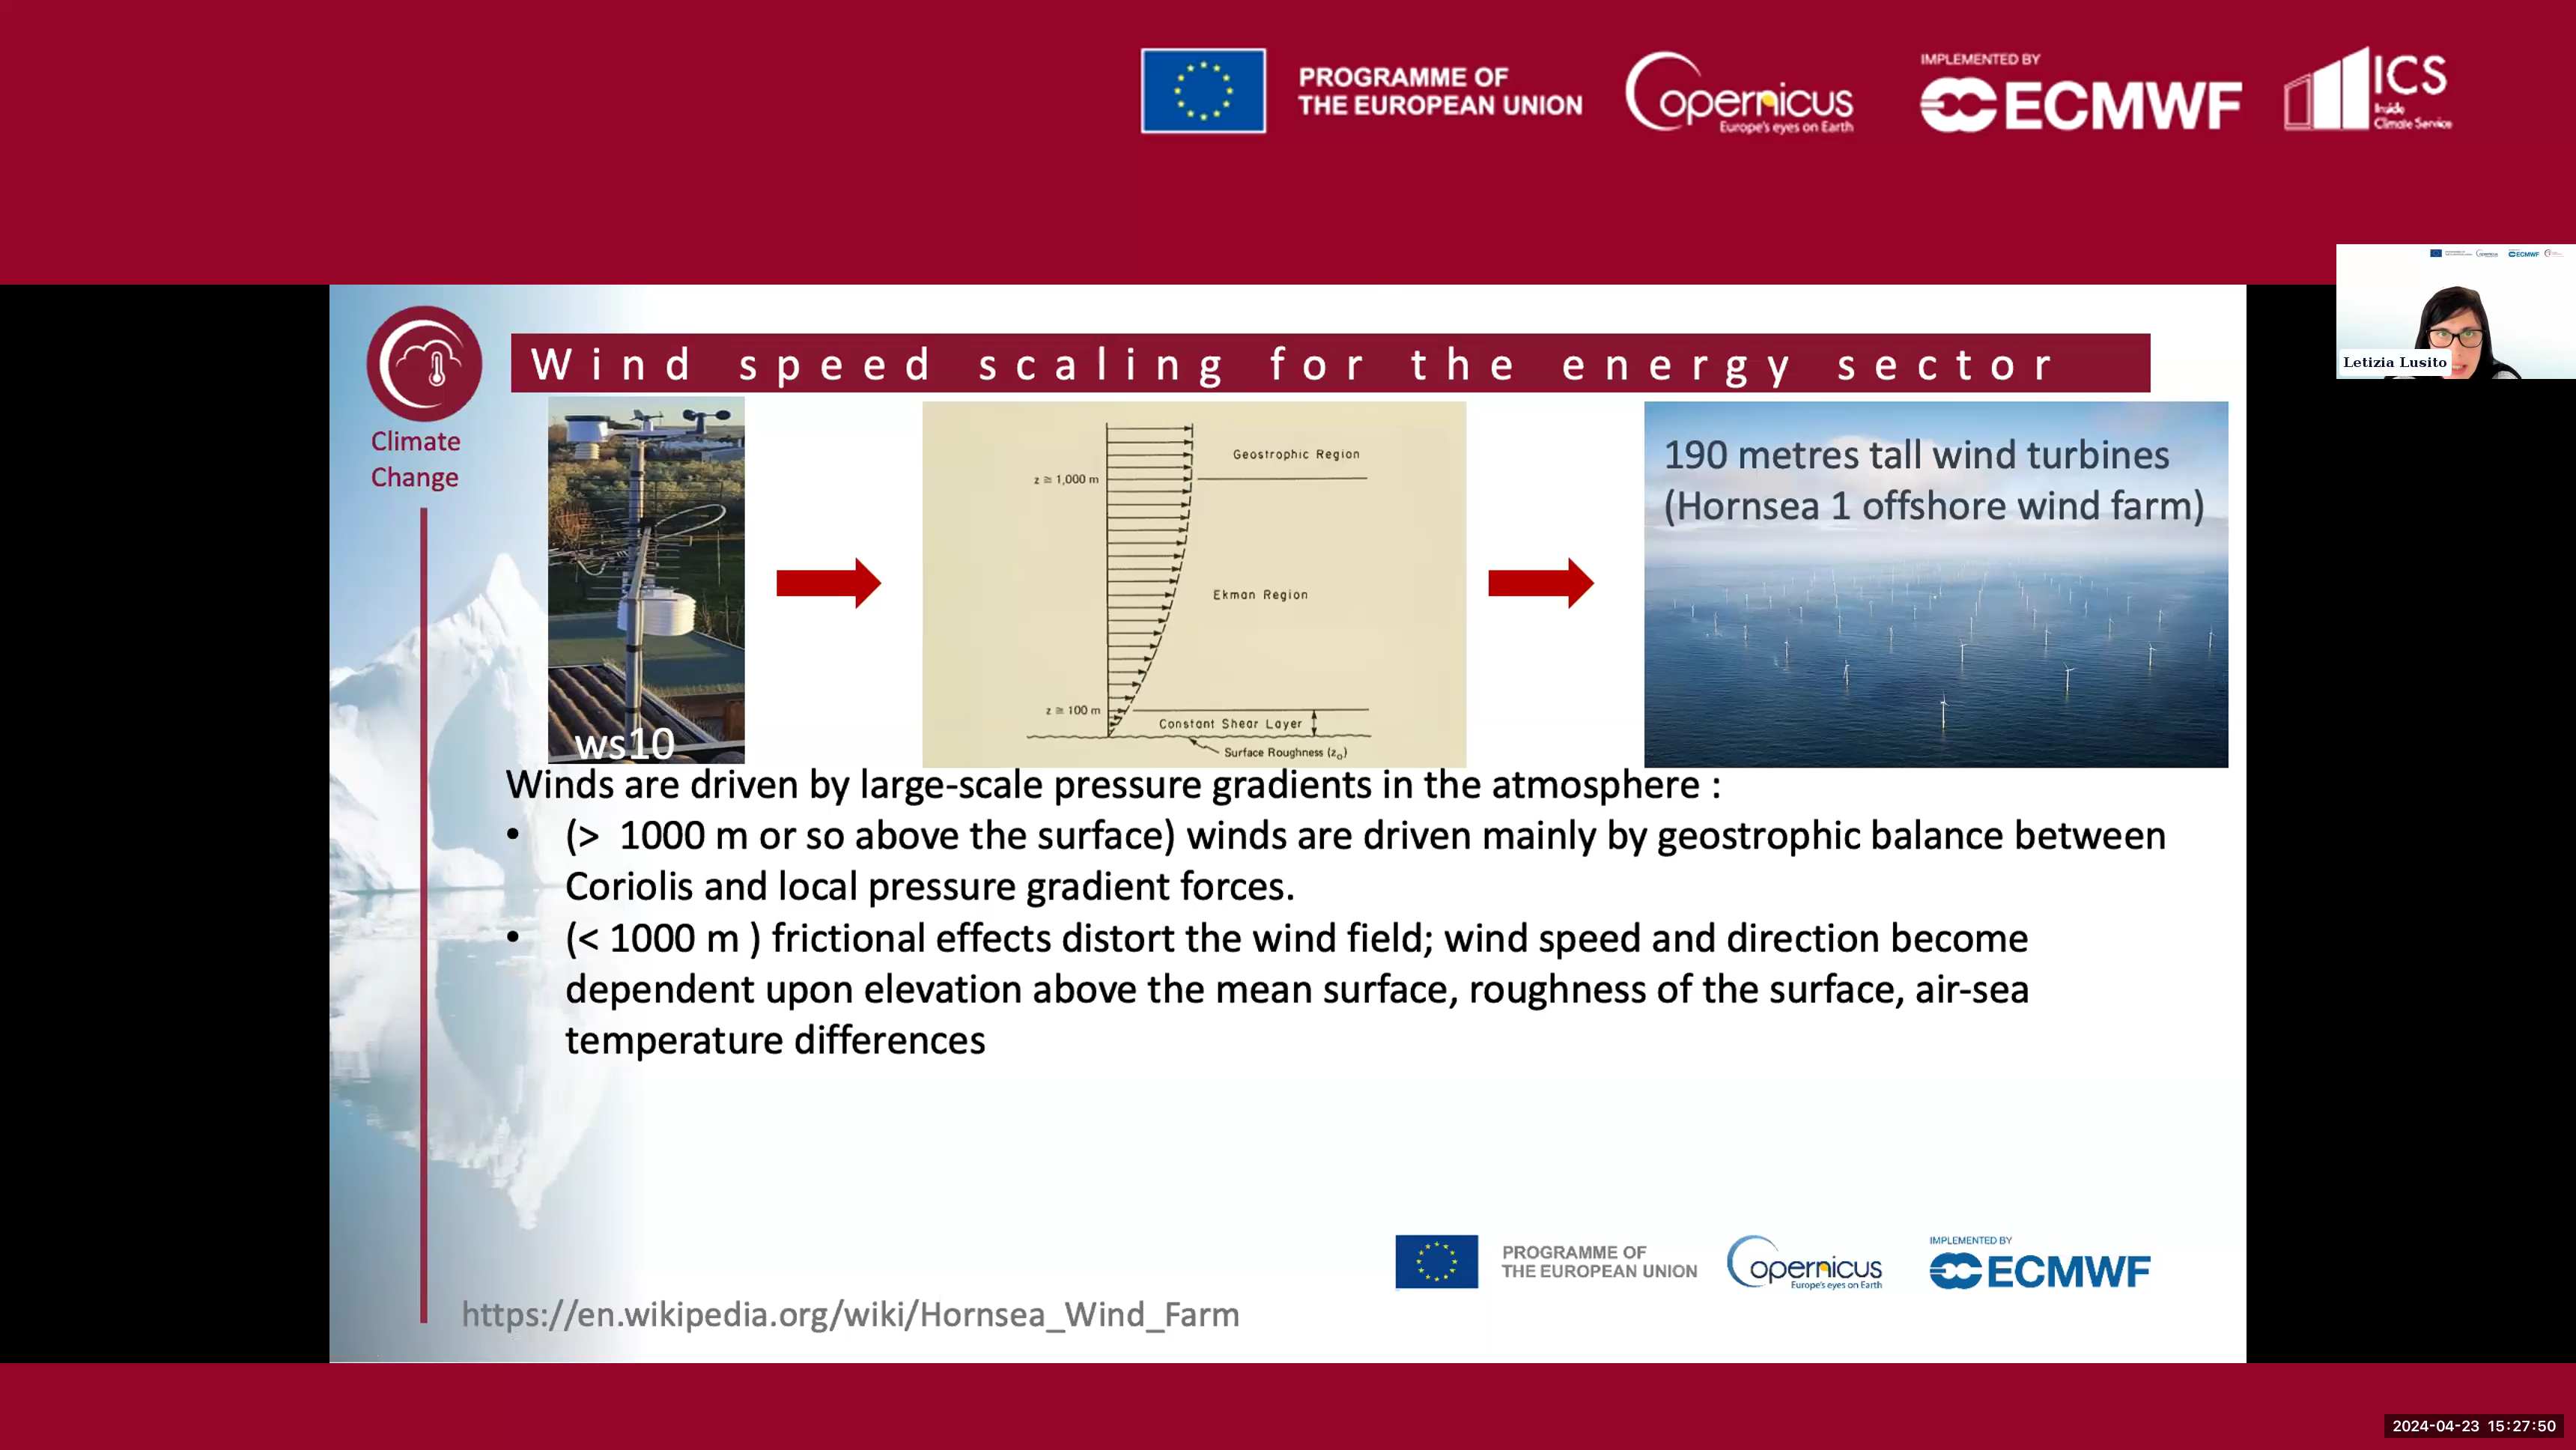 PROGRAMME OF
THE EUROPEAN UNION
Copernicus
Europe's eyes on Earth
IMPLEMENTED BY
ECMWF
ICS
Inside
Climate Service
ECMWF
Letizia Lusito
Climate
Change
Wind speed scaling for the energy sector
ws10
Geostrophic Region
z ≅ 1,000 m
Ekman Region
z ≅ 100 m
Constant Shear Layer
Surface Roughness (z₀)
190 metres tall wind turbines
(Hornsea 1 offshore wind farm)
Winds are driven by large-scale pressure gradients in the atmosphere :
• (> 1000 m or so above the surface) winds are driven mainly by geostrophic balance between
Coriolis and local pressure gradient forces.
• (< 1000 m ) frictional effects distort the wind field; wind speed and direction become
dependent upon elevation above the mean surface, roughness of the surface, air-sea
temperature differences
PROGRAMME OF
THE EUROPEAN UNION
Copernicus
Europe's eyes on Earth
IMPLEMENTED BY
ECMWF
https://en.wikipedia.org/wiki/Hornsea_Wind_Farm
2024-04-23 15:27:50